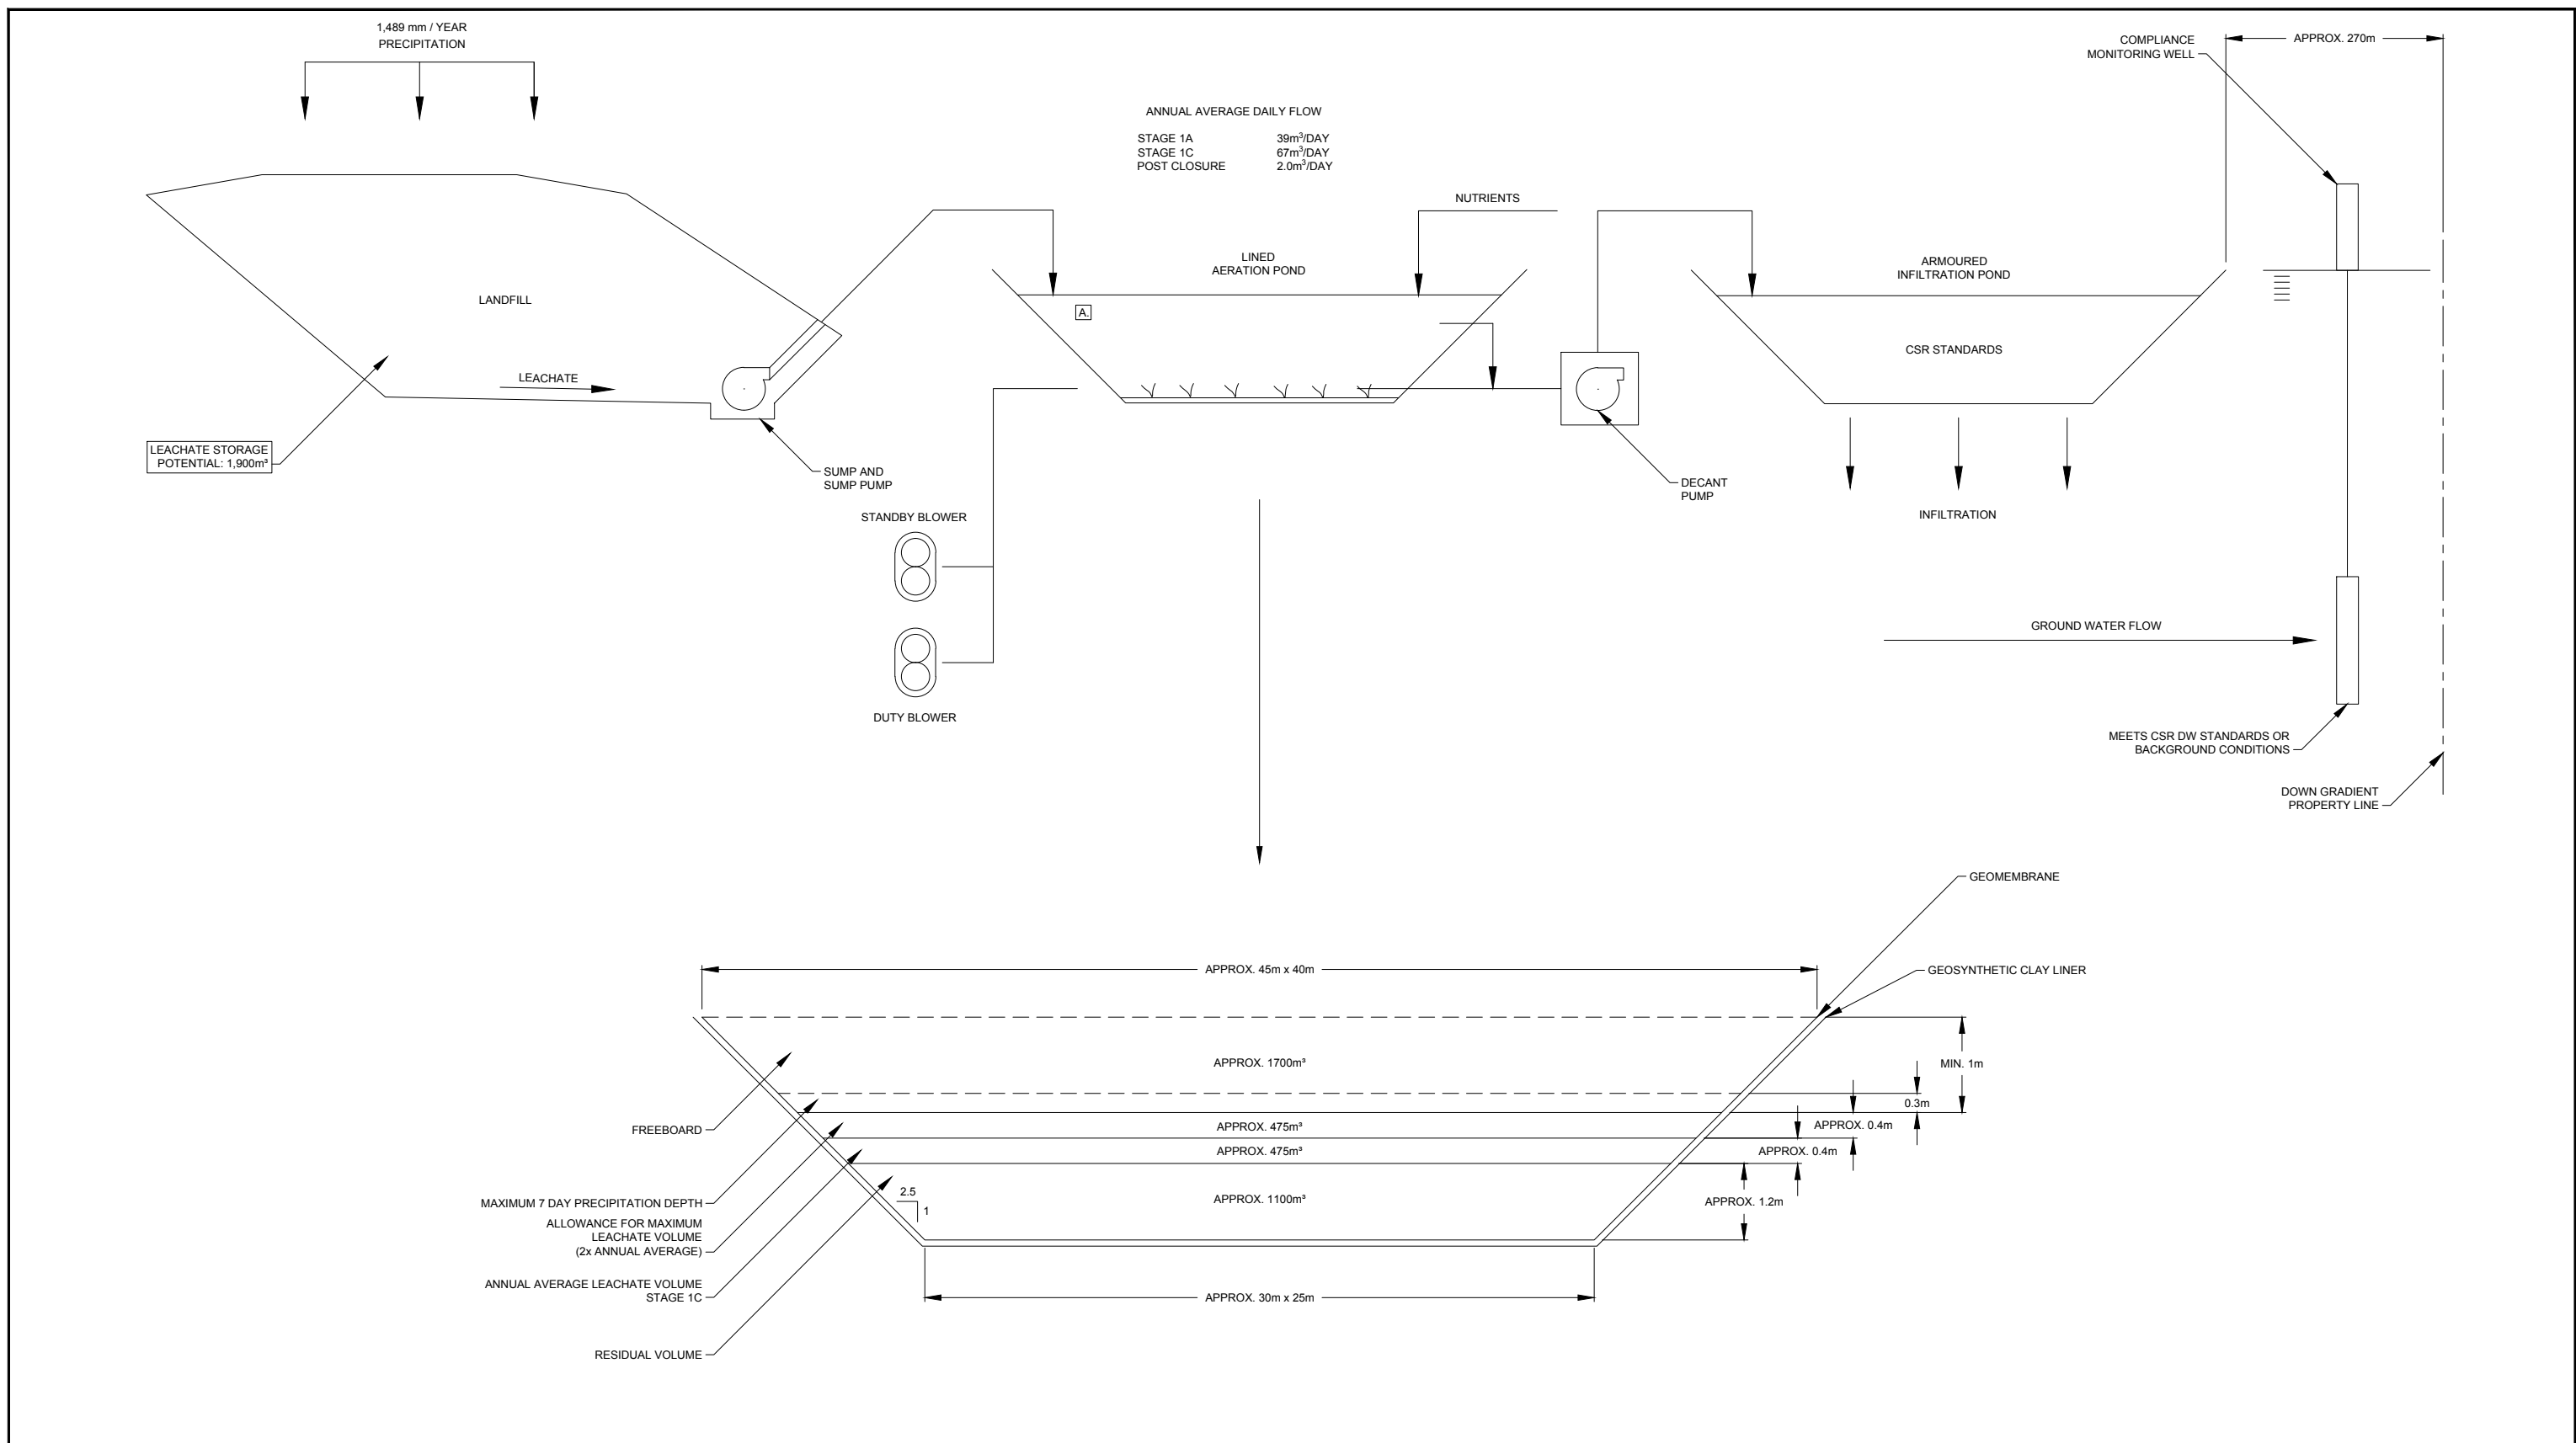 1,489 mm / YEAR
PRECIPITATION
COMPLIANCE
MONITORING WELL
APPROX. 270m
ANNUAL AVERAGE DAILY FLOW
STAGE 1A 39m³/DAY
STAGE 1C 67m³/DAY
POST CLOSURE 2.0m³/DAY
NUTRIENTS
LINED
AERATION POND
ARMOURED
INFILTRATION POND
LANDFILL
A.
CSR STANDARDS
LEACHATE
LEACHATE STORAGE
POTENTIAL: 1,900m³
SUMP AND
SUMP PUMP
DECANT
PUMP
STANDBY BLOWER
INFILTRATION
GROUND WATER FLOW
DUTY BLOWER
MEETS CSR DW STANDARDS OR
BACKGROUND CONDITIONS
DOWN GRADIENT
PROPERTY LINE
GEOMEMBRANE
APPROX. 45m x 40m
GEOSYNTHETIC CLAY LINER
APPROX. 1700m³
MIN. 1m
0.3m
FREEBOARD
APPROX. 475m³
APPROX. 0.4m
APPROX. 475m³
APPROX. 0.4m
MAXIMUM 7 DAY PRECIPITATION DEPTH
2.5
1
APPROX. 1100m³
APPROX. 1.2m
ALLOWANCE FOR MAXIMUM
LEACHATE VOLUME
(2x ANNUAL AVERAGE)
ANNUAL AVERAGE LEACHATE VOLUME
STAGE 1C
APPROX. 30m x 25m
RESIDUAL VOLUME